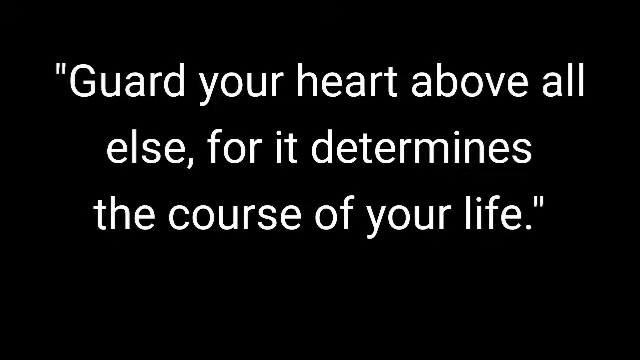 "Guard your heart above all
else, for it determines
the course of your life."